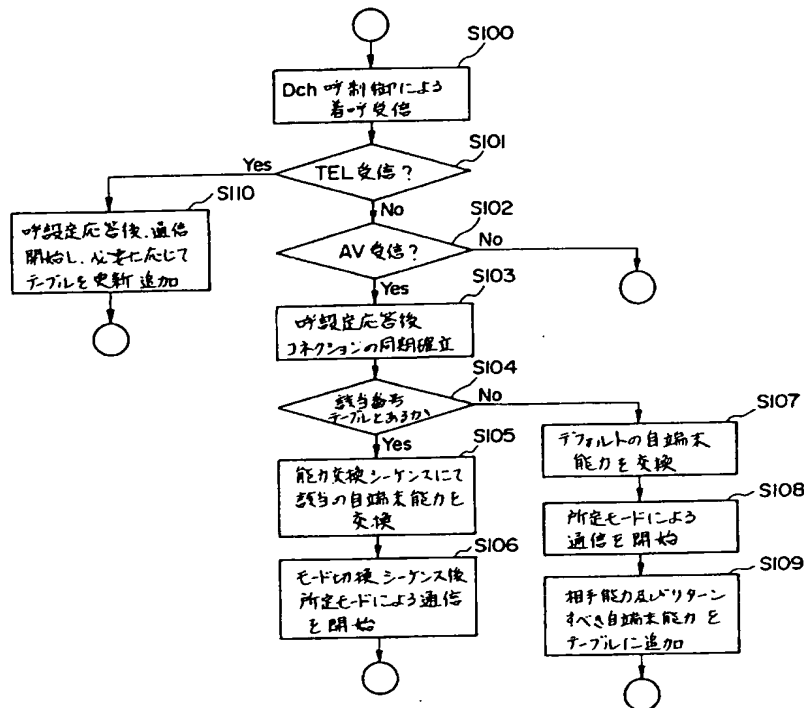 S100
Dch 呼制御による
着呼受信
S101
TEL受信?
Yes
No
S110
呼設定応答後、通信
開始し、必要に応じて
テーブルを更新追加
S102
AV受信?
No
Yes
S103
呼設定応答後
コネクションの同期確立
S104
該当番号
テーブルとあるか
No
Yes
S105
能力交換シーケンスにて
該当の自端末能力を
交換
S106
モード切換シーケンス後
所定モードによる通信
を開始
S107
デフォルトの自端末
能力を交換
S108
所定モードによる
通信を開始
S109
相手能力及びリターン
すべき自端末能力を
テーブルに追加